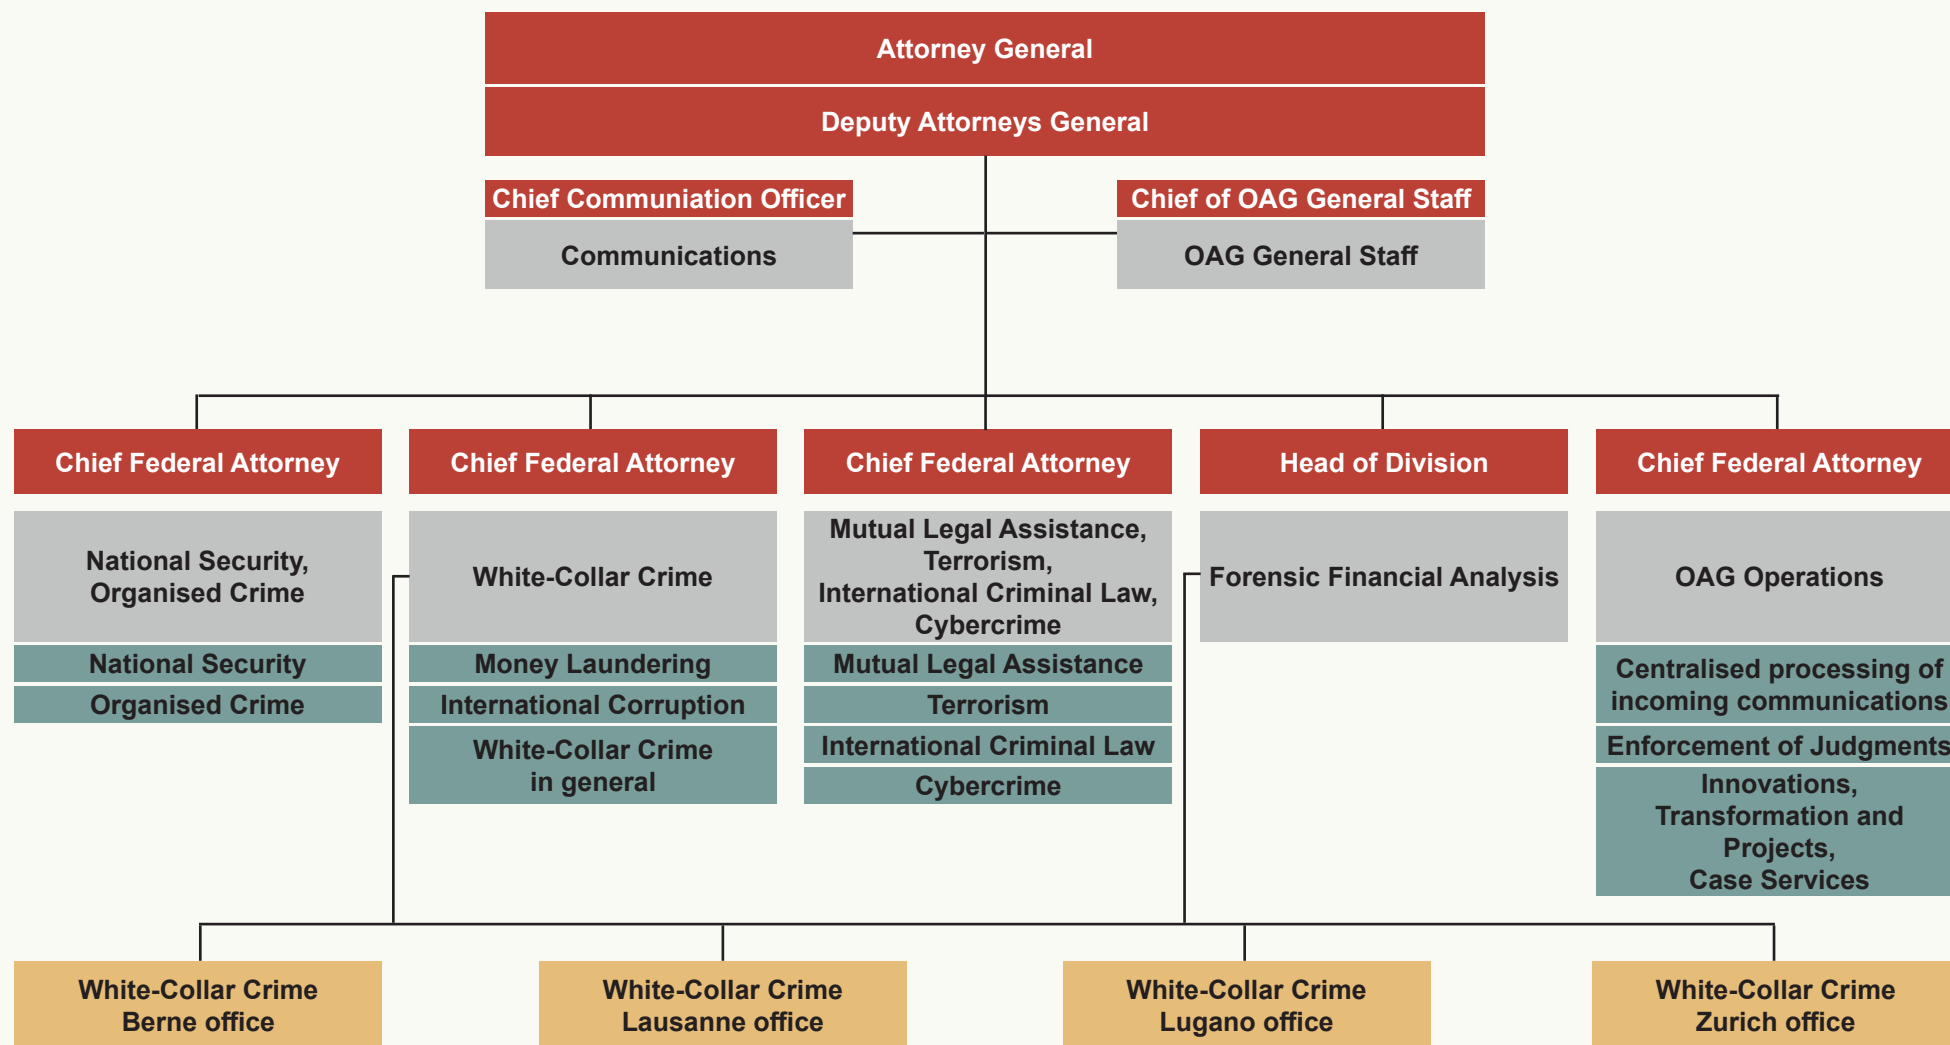 Attorney General
Deputy Attorneys General
Chief Communiation Officer
Communications
Chief of OAG General Staff
OAG General Staff
Chief Federal Attorney
National Security,
Organised Crime
National Security
Organised Crime
Chief Federal Attorney
White-Collar Crime
Money Laundering
International Corruption
White-Collar Crime
in general
Chief Federal Attorney
Mutual Legal Assistance,
Terrorism,
International Criminal Law,
Cybercrime
Mutual Legal Assistance
Terrorism
International Criminal Law
Cybercrime
Head of Division
Forensic Financial Analysis
Chief Federal Attorney
OAG Operations
Centralised processing of
incoming communications
Enforcement of Judgments
Innovations,
Transformation and
Projects,
Case Services
White-Collar Crime
Berne office
White-Collar Crime
Lausanne office
White-Collar Crime
Lugano office
White-Collar Crime
Zurich office